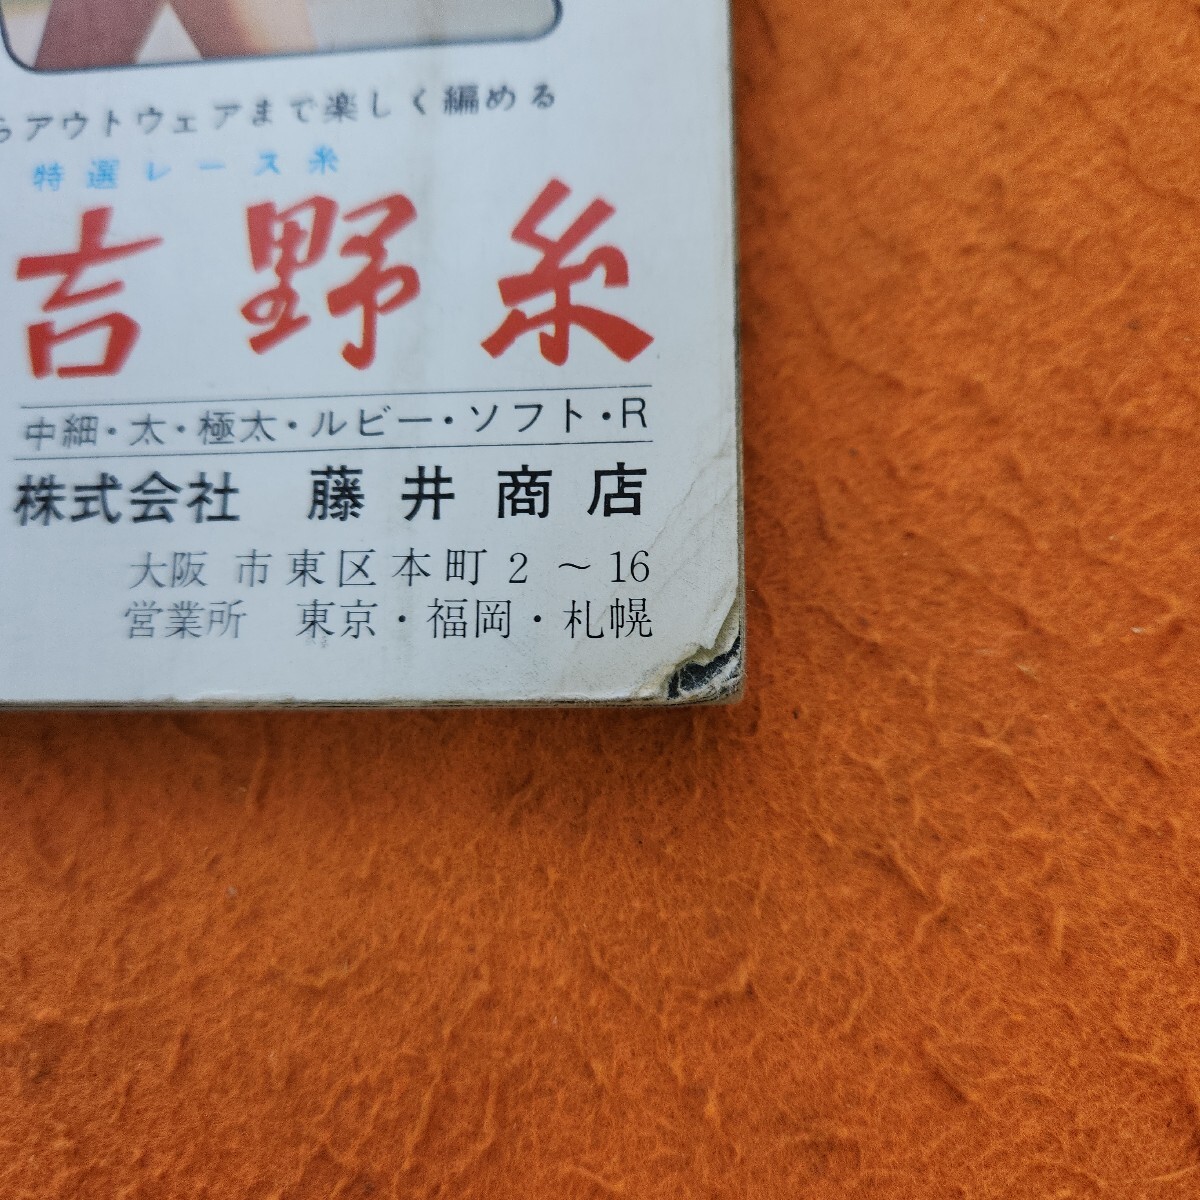 らアウトウェアまで楽しく編める
特選レース糸
吉野糸
中細・太・極太・ルビー・ソフト・R
株式会社 藤井商店
大阪市東区本町2～16
営業所 東京・福岡・札幌